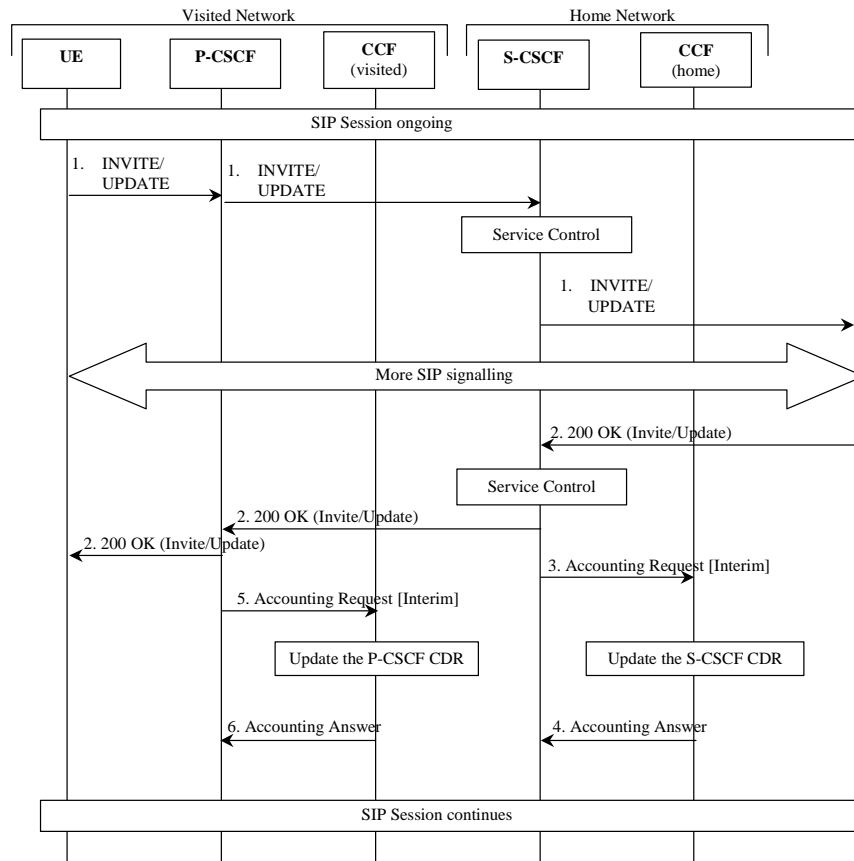 Visited Network
Home Network
UE
P-CSCF
CCF
(visited)
S-CSCF
CCF
(home)
SIP Session ongoing
1. INVITE/
UPDATE
1. INVITE/
UPDATE
Service Control
1. INVITE/
UPDATE
More SIP signalling
2. 200 OK (Invite/Update)
Service Control
2. 200 OK (Invite/Update)
2. 200 OK (Invite/Update)
3. Accounting Request [Interim]
5. Accounting Request [Interim]
Update the P-CSCF CDR
Update the S-CSCF CDR
6. Accounting Answer
4. Accounting Answer
SIP Session continues